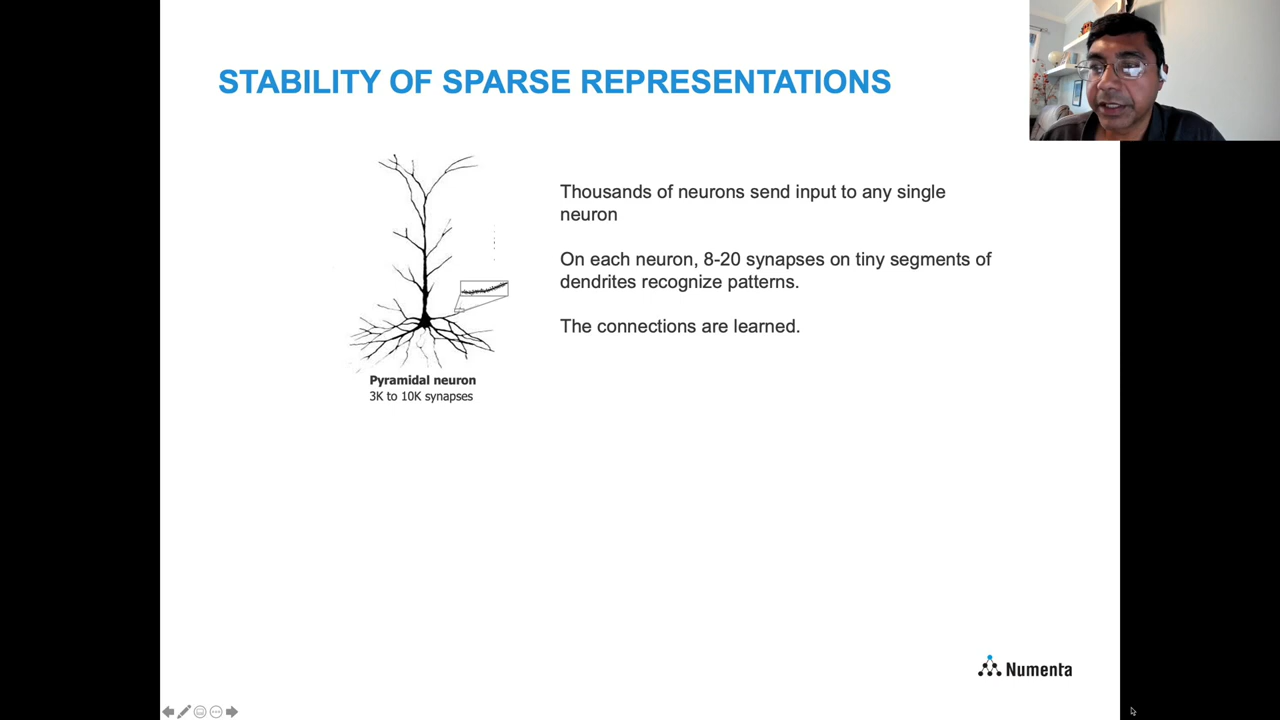 STABILITY OF SPARSE REPRESENTATIONS
Thousands of neurons send input to any single
neuron
On each neuron, 8-20 synapses on tiny segments of
dendrites recognize patterns.
The connections are learned.
Pyramidal neuron
3K to 10K synapses
Numenta